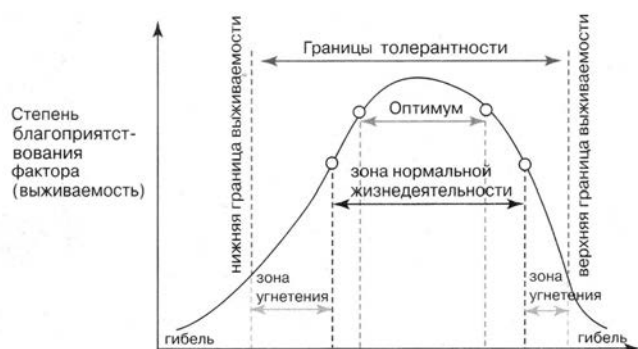 Границы толерантности
Степень
благоприятст-
вования
фактора
(выживаемость)
нижняя граница выживаемости
верхняя граница выживаемости
Оптимум
зона нормальной
жизнедеятельности
зона
угнетения
зона
угнетения
гибель
гибель